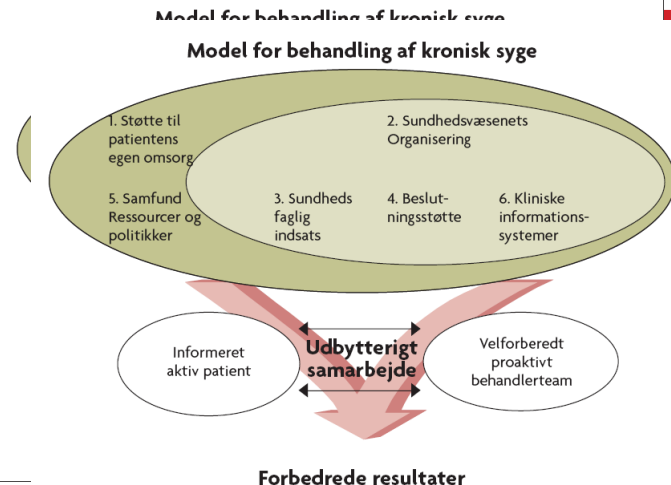 Model for behandling af kronisk syge
Model for behandling af kronisk syge
1. Støtte til
patientens
egen omsorg
2. Sundhedsvæsenets
Organisering
5. Samfund
Ressourcer og
politikker
3. Sundheds
faglig
indsats
4. Beslut-
ningsstøtte
6. Kliniske
informations-
systemer
Informeret
aktiv patient
Udbytterigt
samarbejde
Velforberedt
proaktivt
behandlerteam
Forbedrede resultater